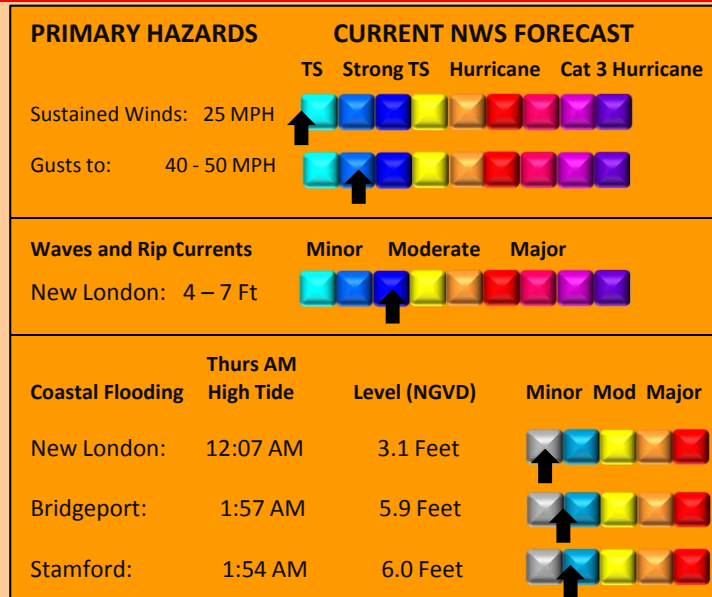 PRIMARY HAZARDS CURRENT NWS FORECAST
TS Strong TS Hurricane Cat 3 Hurricane
Sustained Winds: 25 MPH
Gusts to: 40 - 50 MPH
Waves and Rip Currents Minor Moderate Major
New London: 4 – 7 Ft
Thurs AM
Coastal Flooding High Tide Level (NGVD) Minor Mod Major
New London: 12:07 AM 3.1 Feet
Bridgeport: 1:57 AM 5.9 Feet
Stamford: 1:54 AM 6.0 Feet